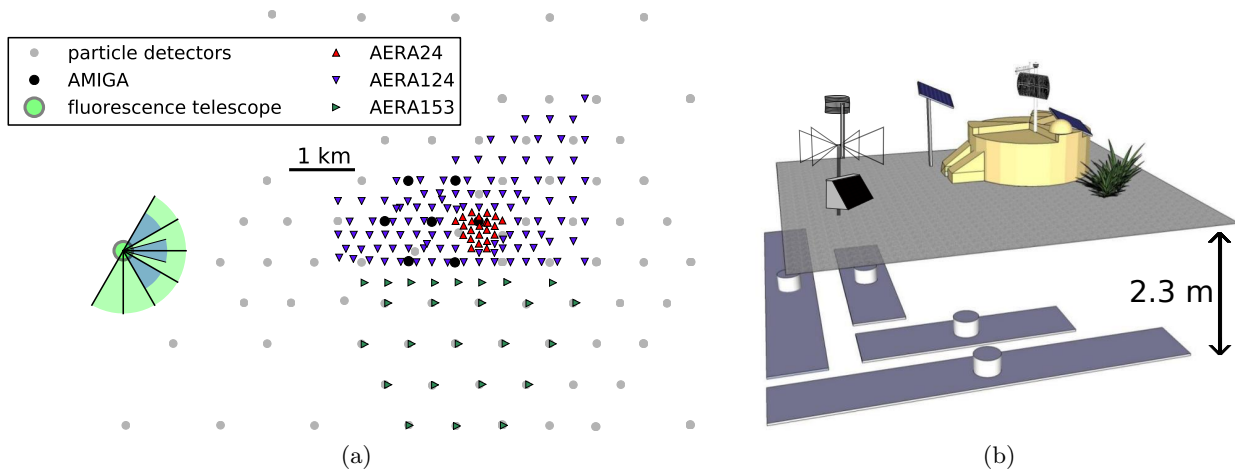 particle detectors
AMIGA
fluorescence telescope
AERA24
AERA124
AERA153
1 km
2.3 m
(a)
(b)